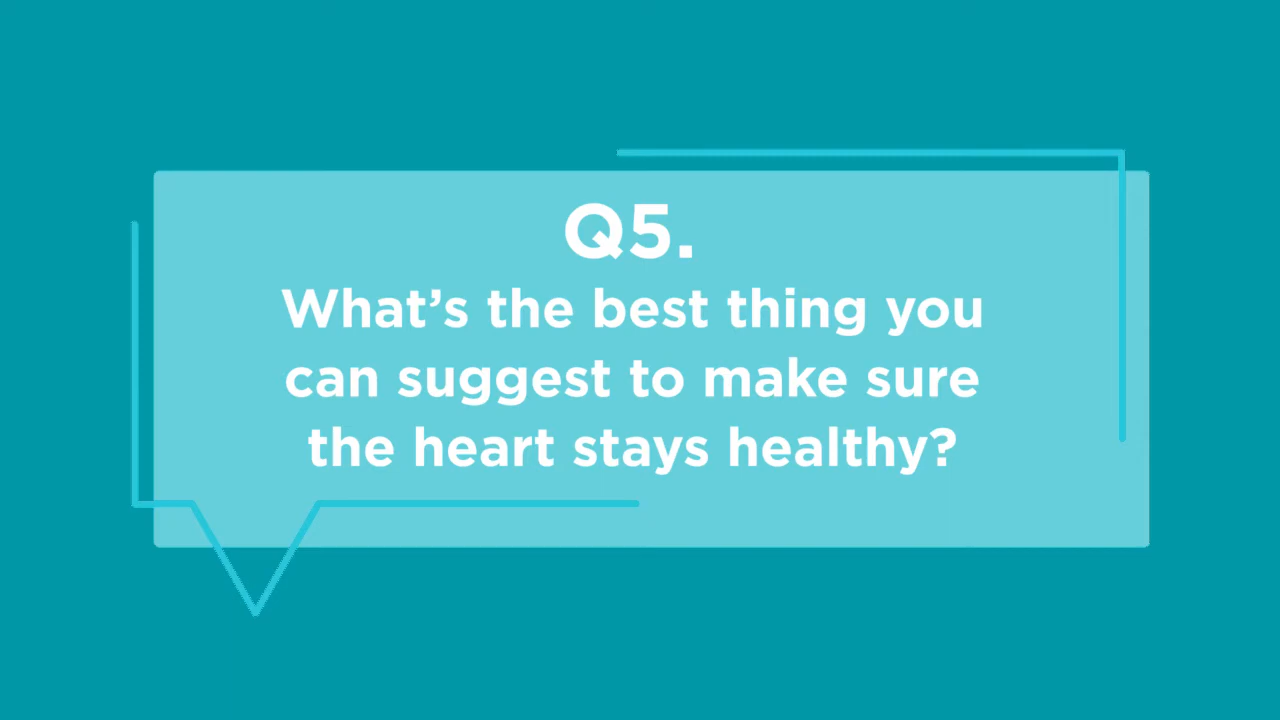 Q5.
What’s the best thing you
can suggest to make sure
the heart stays healthy?